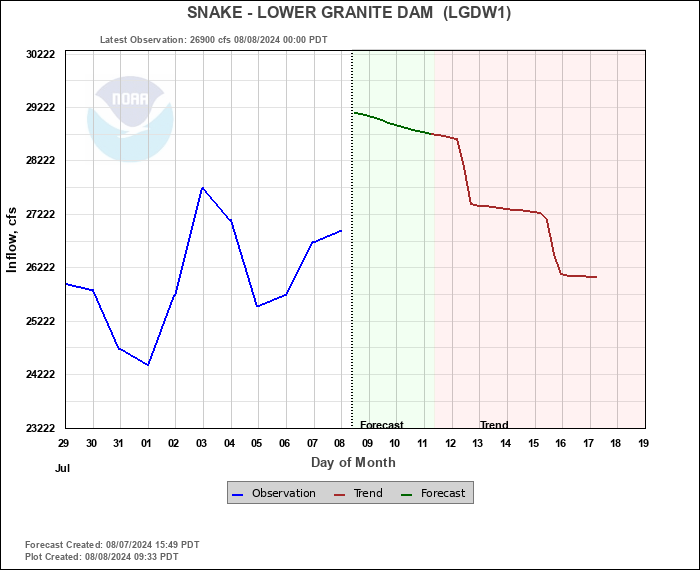 SNAKE - LOWER GRANITE DAM (LGDW1)
Latest Observation: 26900 cfs 08/08/2024 00:00 PDT
30222
29222
28222
27222
26222
25222
24222
23222
Inflow, cfs
NOAA
Forecast
Trend
29 30 31 01 02 03 04 05 06 07 08 09 10 11 12 13 14 15 16 17 18 19
Jul
Day of Month
Observation Trend Forecast
Forecast Created: 08/07/2024 15:49 PDT
Plot Created: 08/08/2024 09:33 PDT